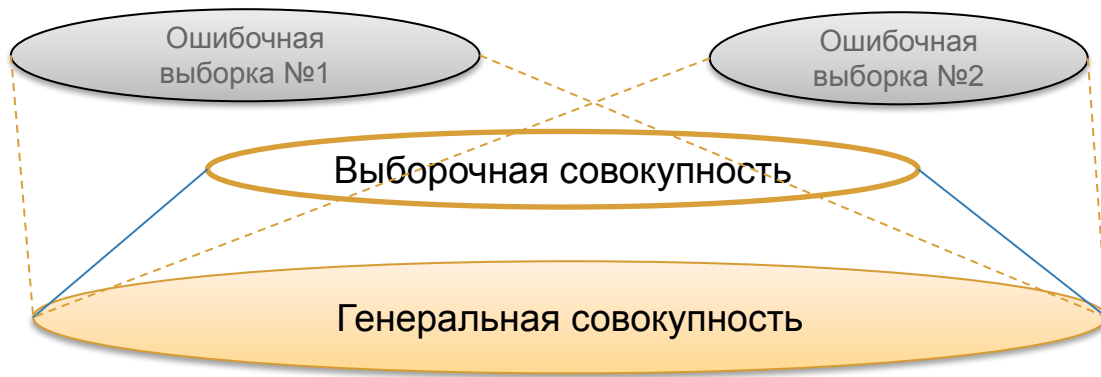 Ошибочная
выборка №1
Ошибочная
выборка №2
Выборочная совокупность
Генеральная совокупность